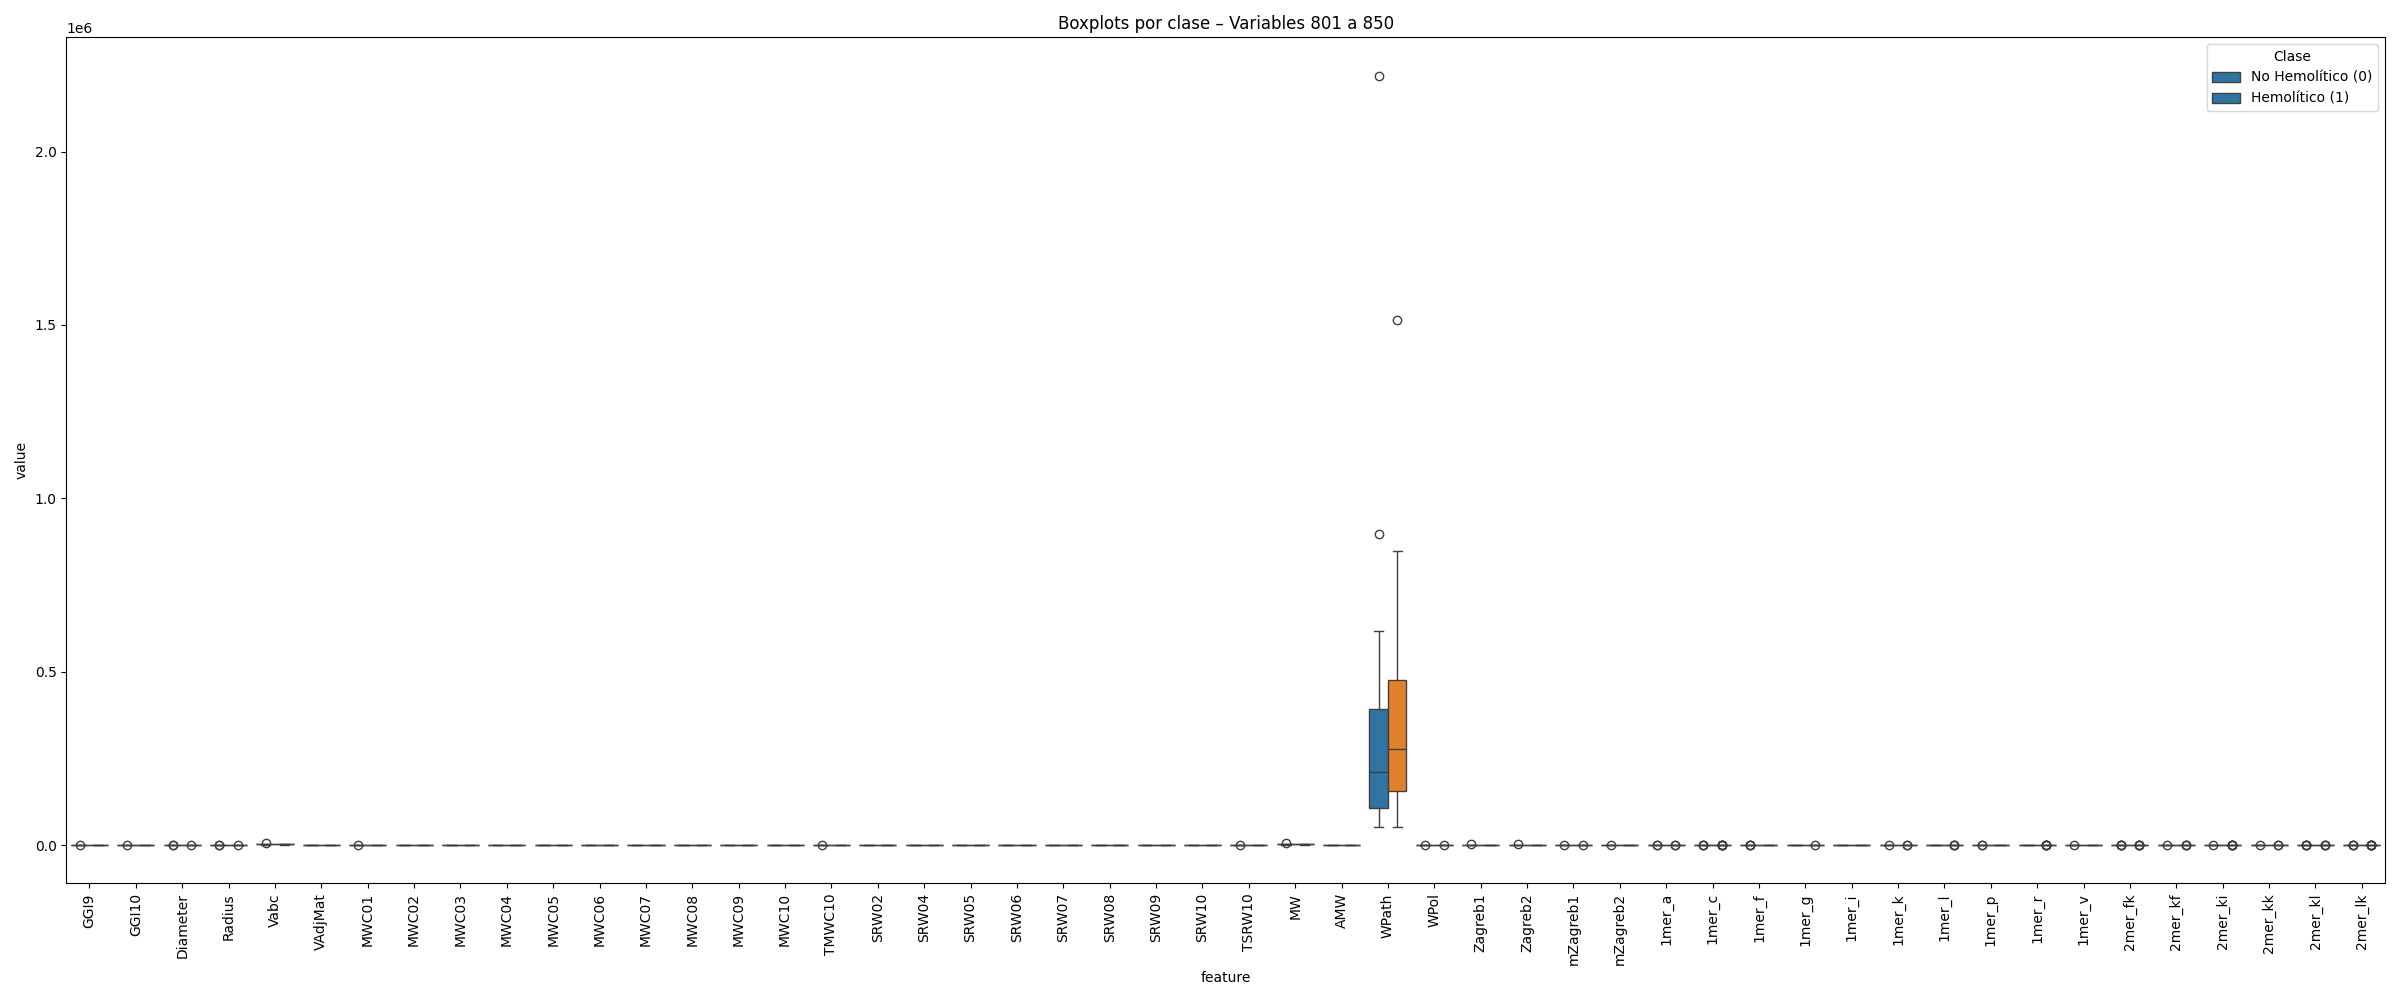 Boxplots por clase – Variables 801 a 850
1e6
Clase
No Hemolítico (0)
Hemolítico (1)
value
2.0
1.5
1.0
0.5
0.0
GGI9
GGI10
Diameter
Radius
Vabc
VAdjMat
MWC01
MWC02
MWC03
MWC04
MWC05
MWC06
MWC07
MWC08
MWC09
MWC10
TMWC10
SRW02
SRW04
SRW05
SRW06
SRW07
SRW08
SRW09
SRW10
TSRW10
MW
AMW
WPath
WPol
Zagreb1
Zagreb2
mZagreb1
mZagreb2
1mer_a
1mer_c
1mer_f
1mer_g
1mer_i
1mer_k
1mer_l
1mer_p
1mer_r
1mer_v
2mer_fk
2mer_kf
2mer_ki
2mer_kk
2mer_kl
2mer_lk
feature